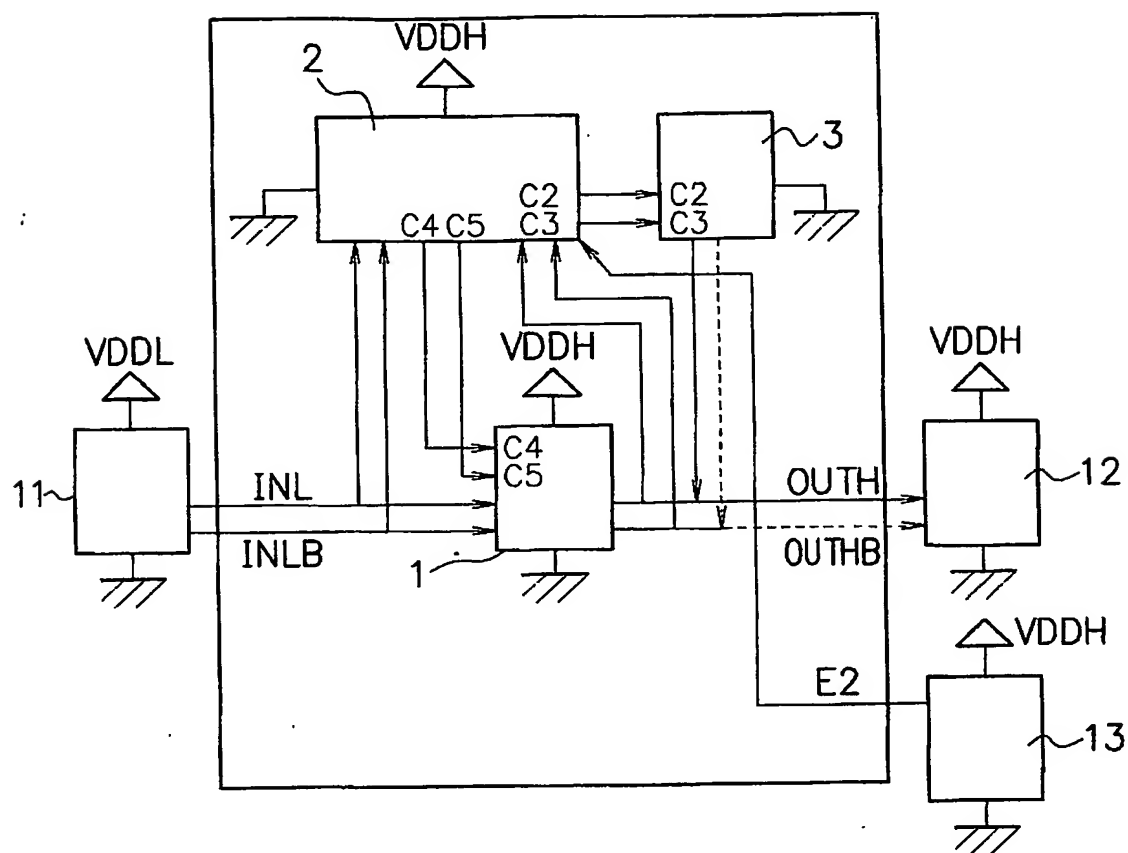 VDDH
2
3
C2
C3
C4 C5
C2
C3
VDDL
VDDH
VDDH
C4
C5
11
INL
INLB
1
OUTH
OUTHB
12
VDDH
E2
13